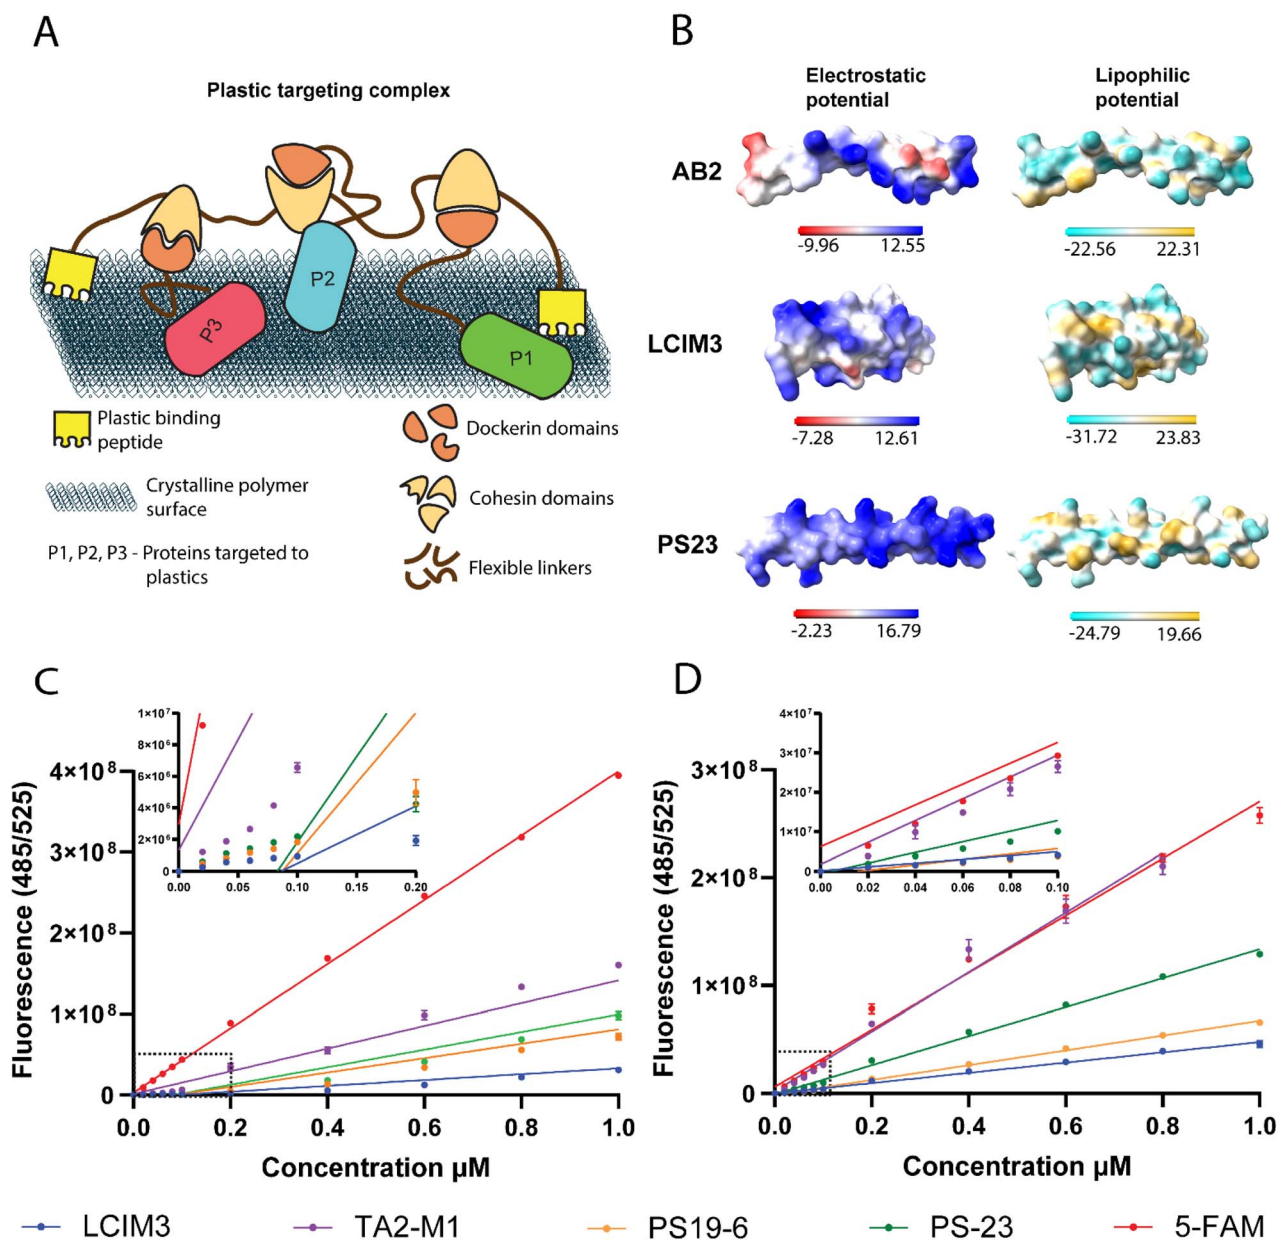 A
Plastic targeting complex
P3
P2
P1
Plastic binding
peptide
Crystalline polymer
surface
P1, P2, P3 - Proteins targeted to
plastics
Dockerin domains
Cohesin domains
Flexible linkers
B
Electrostatic
potential
Lipophilic
potential
AB2
-9.96 12.55
-22.56 22.31
LCIM3
-7.28 12.61
-31.72 23.83
PS23
-2.23 16.79
-24.79 19.66
C
Fluorescence (485/525)
4×10⁸
3×10⁸
2×10⁸
1×10⁸
0
0.0 0.2 0.4 0.6 0.8 1.0
Concentration µM
1×10⁷
8×10⁶
6×10⁶
4×10⁶
2×10⁶
0
0.00 0.05 0.10 0.15 0.20
D
Fluorescence (485/525)
3×10⁸
2×10⁸
1×10⁸
0
0.0 0.2 0.4 0.6 0.8 1.0
Concentration µM
4×10⁷
3×10⁷
2×10⁷
1×10⁷
0
0.00 0.02 0.04 0.06 0.08 0.10
LCIM3 TA2-M1 PS19-6 PS-23 5-FAM